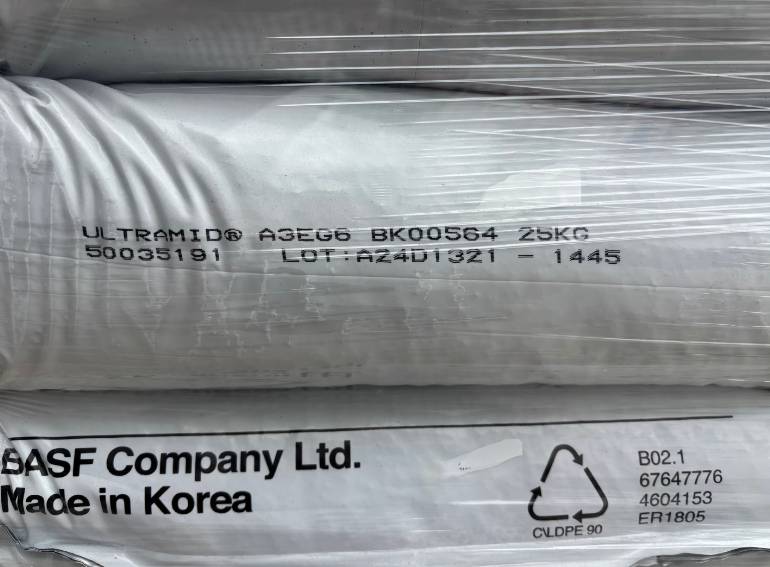 ULTRAMID® A3EG6 BK00564 25KG
50035191 LOT:A24D1321 - 1445
BASF Company Ltd.
Made in Korea
C\LDPE 90
B02.1
67647776
4604153
ER1805